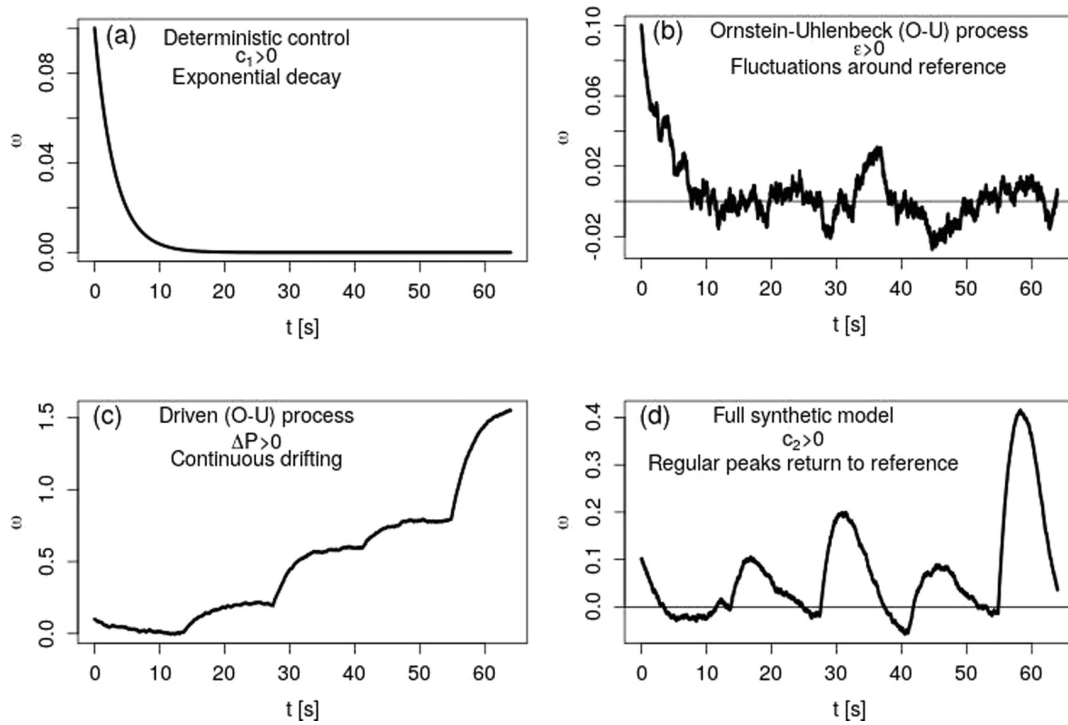 (a)
Deterministic control
c₁>0
Exponential decay
ω
0.08
0.04
0.00
0 10 20 30 40 50 60
t [s]
(b)
Ornstein-Uhlenbeck (O-U) process
ε>0
Fluctuations around reference
ω
0.10
0.06
0.02
-0.02
0 10 20 30 40 50 60
t [s]
(c)
Driven (O-U) process
ΔP>0
Continuous drifting
ω
1.5
1.0
0.5
0.0
0 10 20 30 40 50 60
t [s]
(d)
Full synthetic model
c₂>0
Regular peaks return to reference
ω
0.4
0.3
0.2
0.1
0.0
0 10 20 30 40 50 60
t [s]